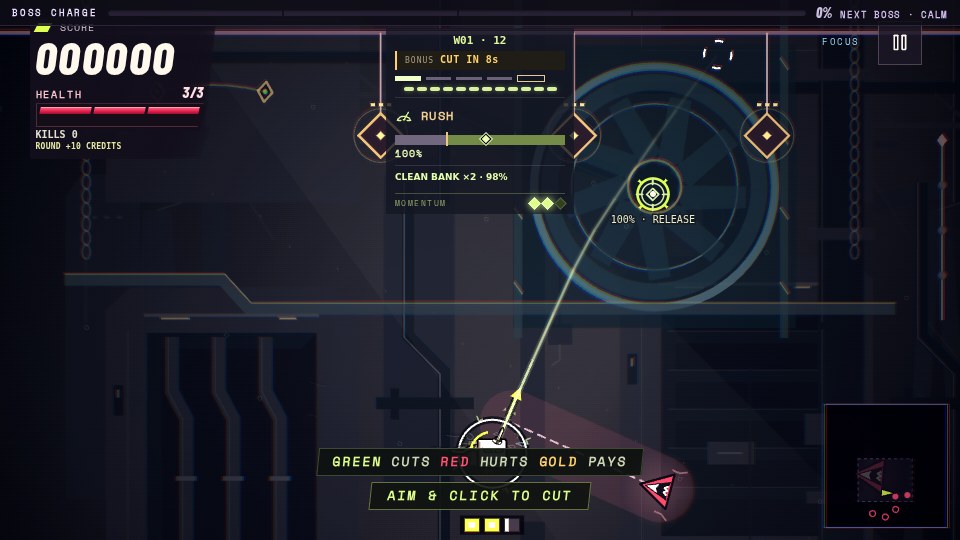 BOSS CHARGE
0% NEXT BOSS · CALM
SCORE
000000
HEALTH 3/3
KILLS 0
ROUND +10 CREDITS
W01 · 12
BONUS CUT IN 8s
RUSH
100%
CLEAN BANK ×2 · 98%
MOMENTUM
FOCUS
100% · RELEASE
GREEN CUTS RED HURTS GOLD PAYS
AIM & CLICK TO CUT